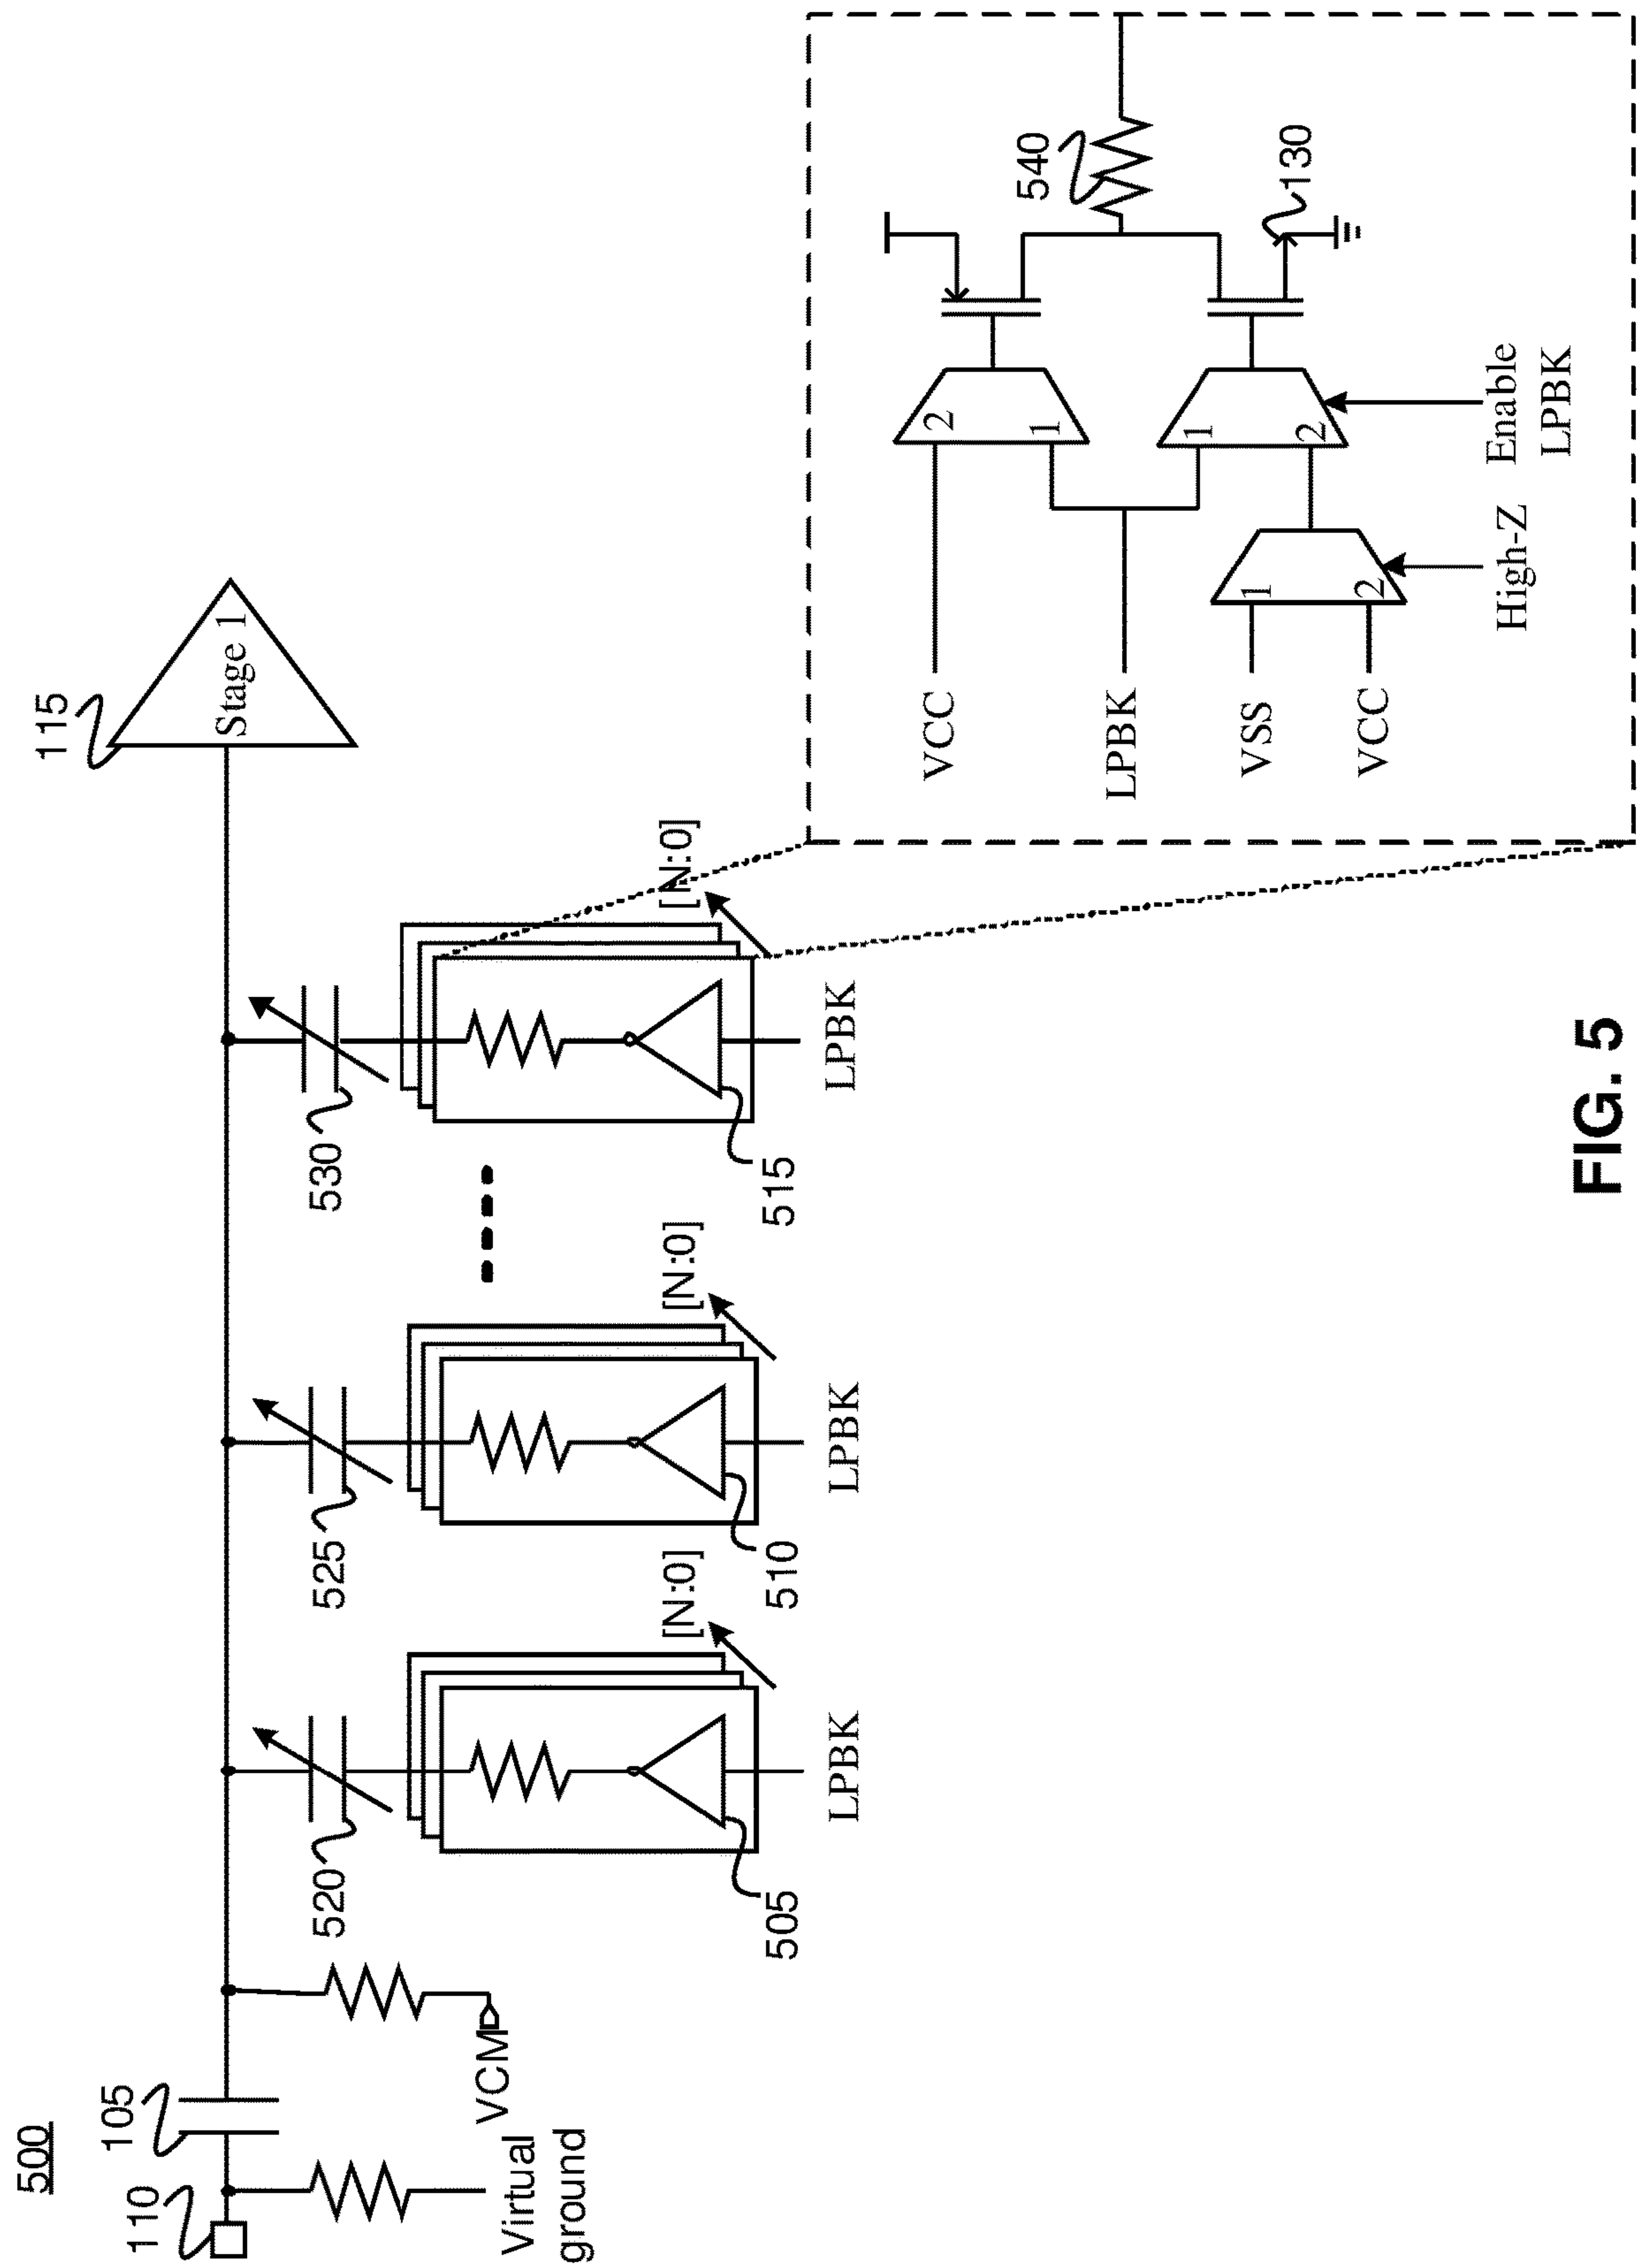 500
110
105
Virtual
ground
VCM
520
525
530
115
Stage 1
505
510
515
[N:0]
[N:0]
[N:0]
LPBK
LPBK
LPBK
VCC
LPBK
VSS
VCC
2
1
1
2
1
2
High-Z
Enable
LPBK
540
130
FIG. 5